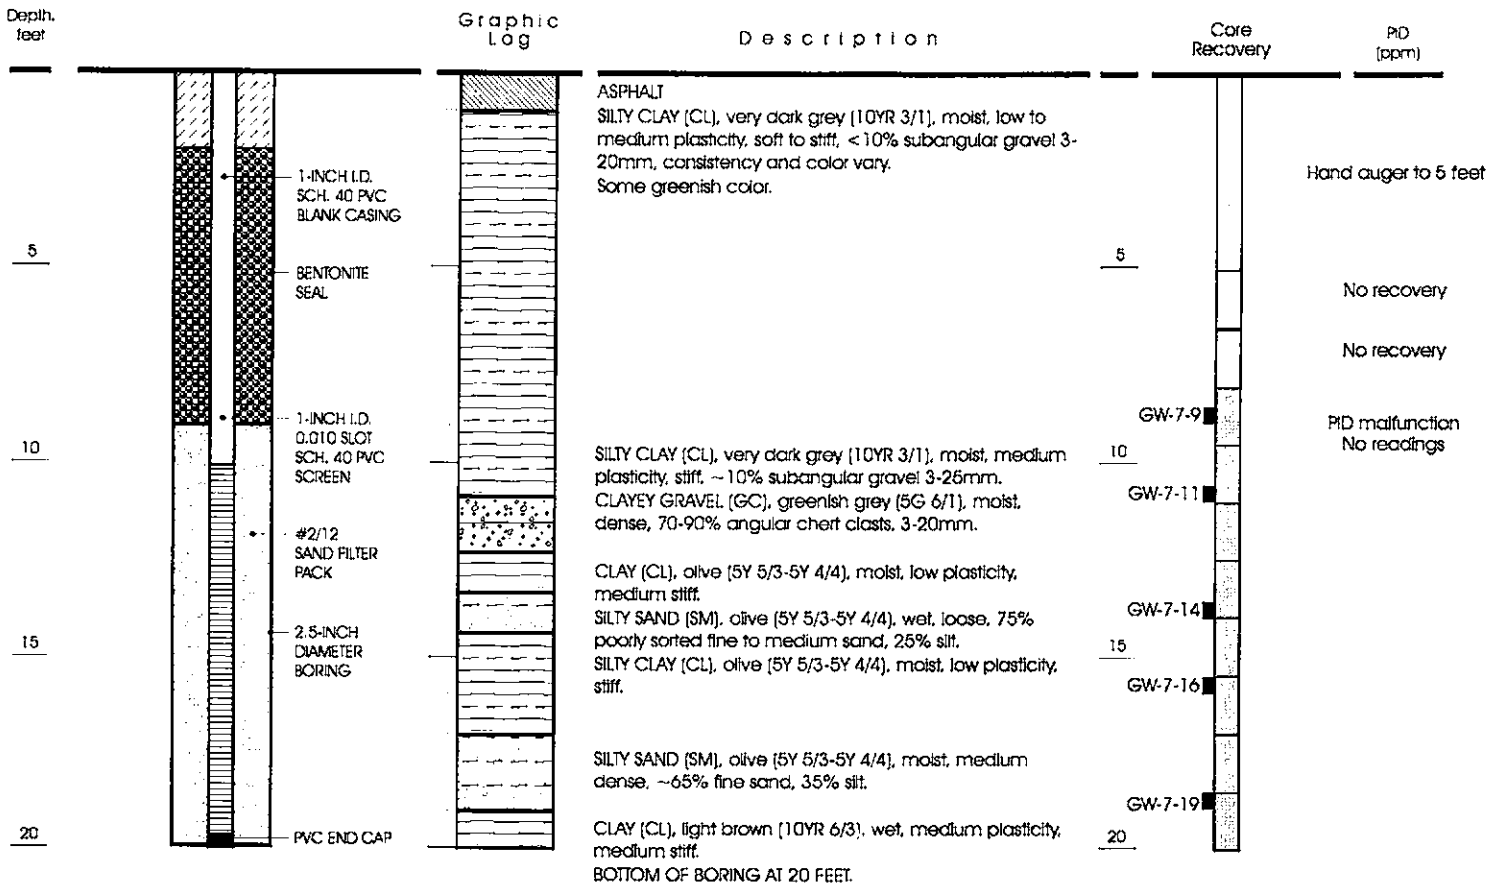 Depth, feet
Graphic Log
Description
Core Recovery
PID (ppm)
ASPHALT
SILTY CLAY (CL), very dark grey (10YR 3/1), moist, low to
medium plasticity, soft to stiff, <10% subangular gravel 3-
20mm, consistency and color vary.
Some greenish color.
1-INCH I.D.
SCH. 40 PVC
BLANK CASING
Hand auger to 5 feet
5
5
BENTONITE
SEAL
No recovery
No recovery
1-INCH I.D.
0.010 SLOT
SCH. 40 PVC
SCREEN
GW-7-9
PID malfunction
No readings
10
10
SILTY CLAY (CL), very dark grey (10YR 3/1), moist, medium
plasticity, stiff, ~10% subangular gravel 3-25mm.
CLAYEY GRAVEL (GC), greenish grey (5G 6/1), moist,
dense, 70-90% angular chert clasts, 3-20mm.
GW-7-11
#2/12
SAND FILTER
PACK
CLAY (CL), olive (5Y 5/3-5Y 4/4), moist, low plasticity,
medium stiff.
SILTY SAND (SM), olive (5Y 5/3-5Y 4/4), wet, loose, 75%
poorly sorted fine to medium sand, 25% silt.
GW-7-14
2.5-INCH
DIAMETER
BORING
15
15
SILTY CLAY (CL), olive (5Y 5/3-5Y 4/4), moist, low plasticity,
stiff.
GW-7-16
SILTY SAND (SM), olive (5Y 5/3-5Y 4/4), moist, medium
dense, ~65% fine sand, 35% silt.
GW-7-19
PVC END CAP
20
20
CLAY (CL), light brown (10YR 6/3), wet, medium plasticity,
medium stiff.
BOTTOM OF BORING AT 20 FEET.